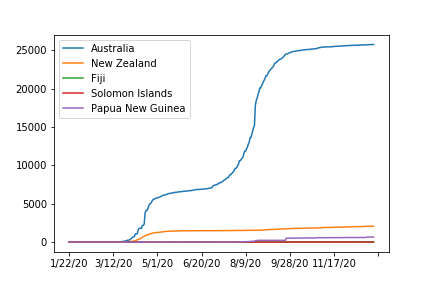 Australia
New Zealand
Fiji
Solomon Islands
Papua New Guinea
25000
20000
15000
10000
5000
0
1/22/20 3/12/20 5/1/20 6/20/20 8/9/20 9/28/20 11/17/20